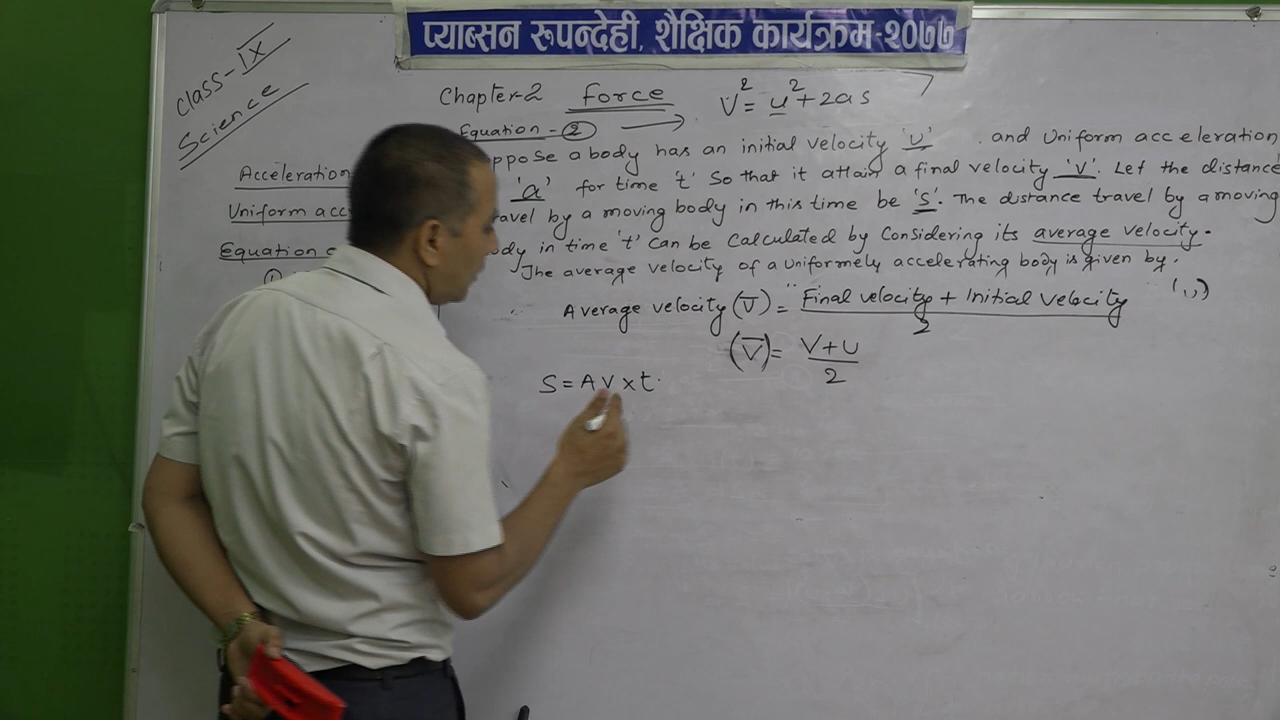 प्याब्सन रुपन्देही, शैक्षिक कार्यक्रम-२०७७
Class-IX
Science
Chapter-2 Force V²= u²+2as
Equation-②
ppose a body has an initial velocity 'u' . and Uniform acceleration
'a' for time 't' So that it attain a final velocity 'v'. Let the distance
ravel by a moving body in this time be 's'. The distance travel by a moving
ody in time 't' can be Calculated by Considering its average velocity.
The average velocity of a Uniformely accelerating body is given by.
Acceleration
Uniform acc
Equation
Average velocity (V̅) = Final velocity + Initial velocity
2
(V̅)= V+U
2
S = AV x t.